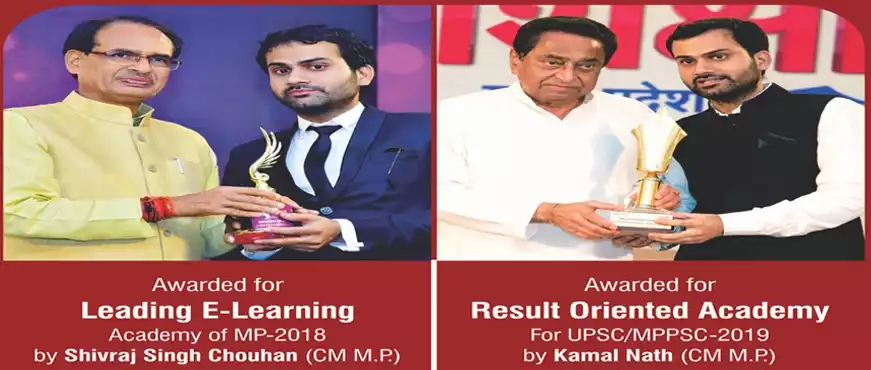 Awarded for
Leading E-Learning
Academy of MP-2018
by Shivraj Singh Chouhan (CM M.P.)
Awarded for
Result Oriented Academy
For UPSC/MPPSC-2019
by Kamal Nath (CM M.P.)